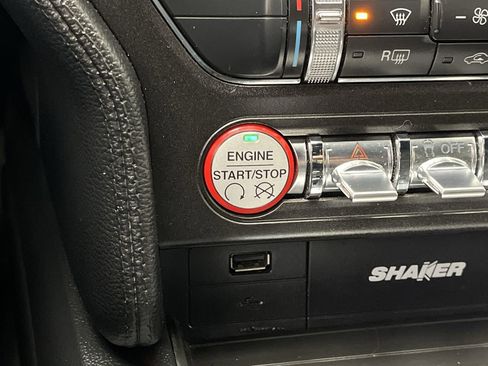 R
ENGINE
START/STOP
OFF
SHAKER